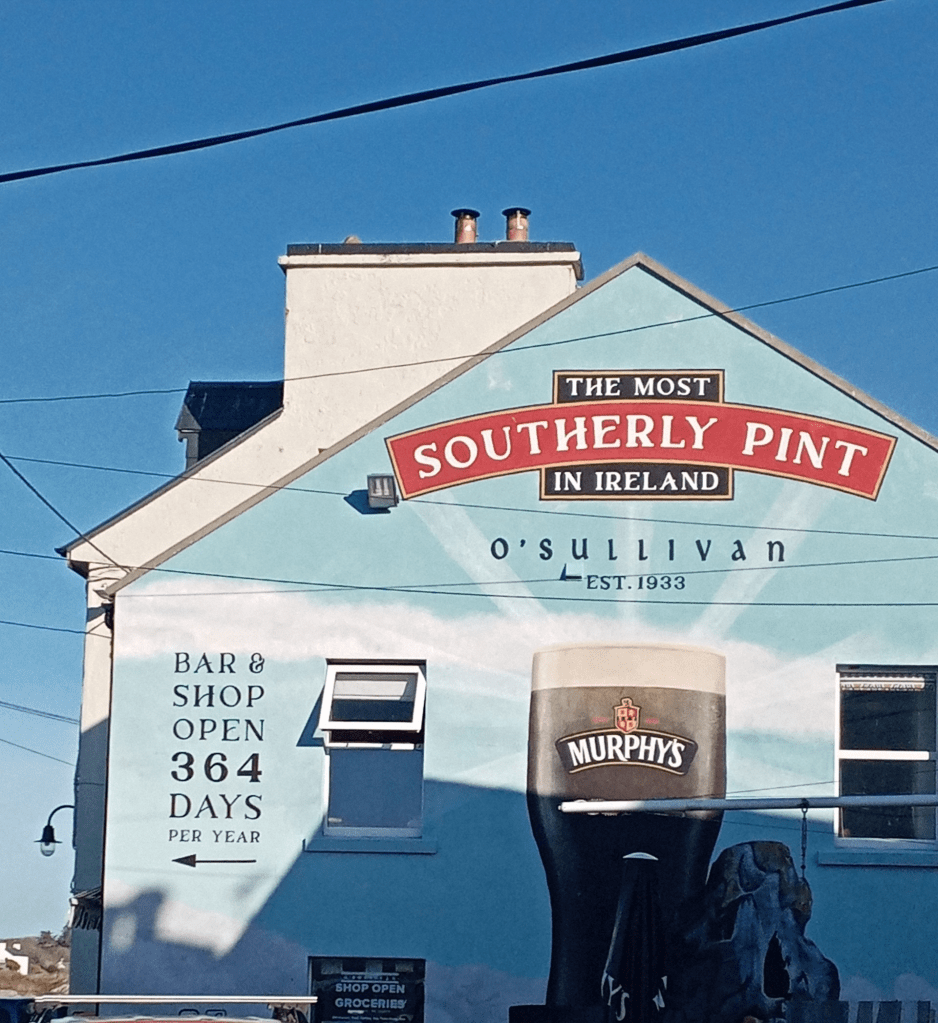 THE MOST
SOUTHERLY PINT
IN IRELAND
O'SULLIVAN
EST. 1933
BAR &
SHOP
OPEN
364
DAYS
PER YEAR
MURPHY'S
SHOP OPEN
GROCERIES